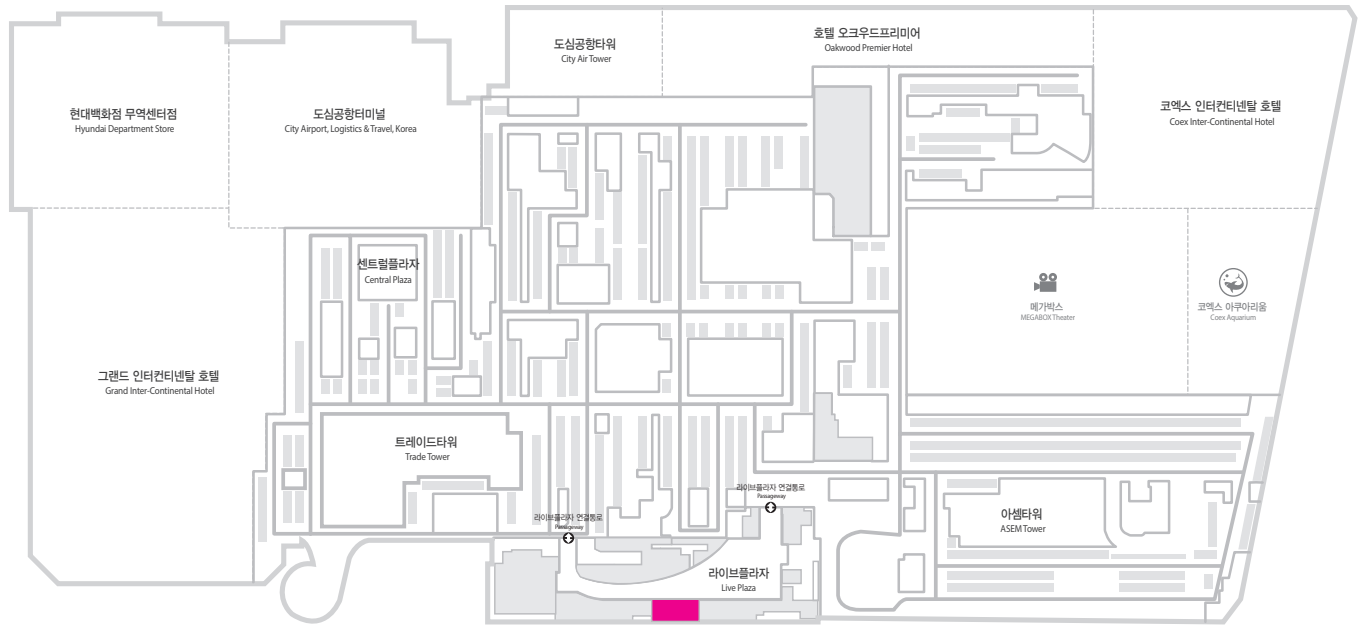 도심공항타워
City Air Tower
호텔 오크우드프리미어
Oakwood Premier Hotel
현대백화점 무역센터점
Hyundai Department Store
도심공항터미널
City Airport, Logistics & Travel, Korea
코엑스 인터컨티넨탈 호텔
Coex Inter-Continental Hotel
센트럴플라자
Central Plaza
메가박스
MEGABOX Theater
코엑스 아쿠아리움
Coex Aquarium
그랜드 인터컨티넨탈 호텔
Grand Inter-Continental Hotel
트레이드타워
Trade Tower
라이브플라자 연결통로
Passageway
라이브플라자 연결통로
Passageway
아셈타워
ASEM Tower
라이브플라자
Live Plaza